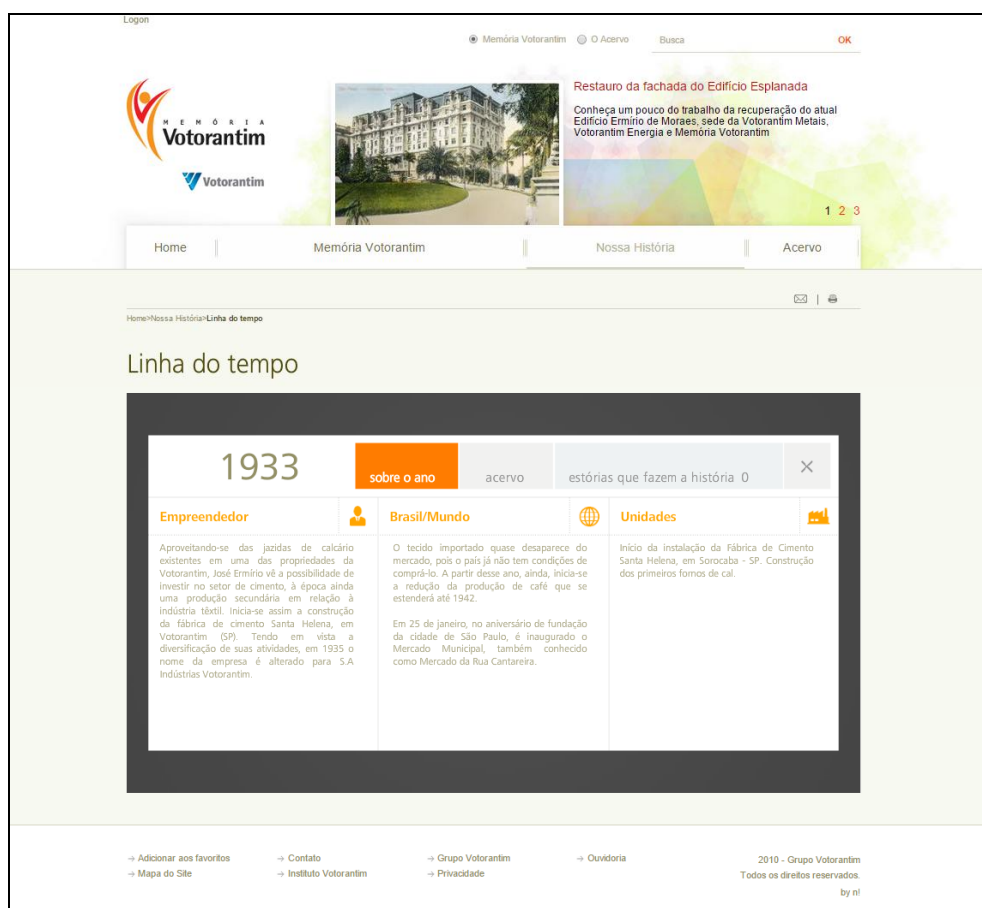 Logon
Memória Votorantim O Acervo Busca OK
Restauro da fachada do Edifício Esplanada
Conheça um pouco do trabalho da recuperação do atual
Edifício Ermírio de Moraes, sede da Votorantim Metais,
Votorantim Energia e Memória Votorantim
MEMÓRIA
Votorantim
Votorantim
1 2 3
Home Memória Votorantim Nossa História Acervo
Home>Nossa História>Linha do tempo
Linha do tempo
1933 sobre o ano acervo estórias que fazem a história 0
Empreendedor
Aproveitando-se das jazidas de calcário
existentes em uma das propriedades da
Votorantim, José Ermírio vê a possibilidade de
investir no setor de cimento, à época ainda
uma produção secundária em relação à
indústria têxtil. Inicia-se assim a construção
da fábrica de cimento Santa Helena, em
Votorantim (SP). Tendo em vista a
diversificação de suas atividades, em 1935 o
nome da empresa é alterado para S.A
Indústrias Votorantim.
Brasil/Mundo
O tecido importado quase desaparece do
mercado, pois o país já não tem condições de
comprá-lo. A partir desse ano, ainda, inicia-se
a redução da produção de café que se
estenderá até 1942.
Em 25 de janeiro, no aniversário de fundação
da cidade de São Paulo, é inaugurado o
Mercado Municipal, também conhecido
como Mercado da Rua Cantareira.
Unidades
Início da instalação da Fábrica de Cimento
Santa Helena, em Sorocaba - SP. Construção
dos primeiros fornos de cal.
Adicionar aos favoritos Contato Grupo Votorantim Ouvidoria 2010 - Grupo Votorantim
Mapa do Site Instituto Votorantim Privacidade Todos os direitos reservados.
by n!